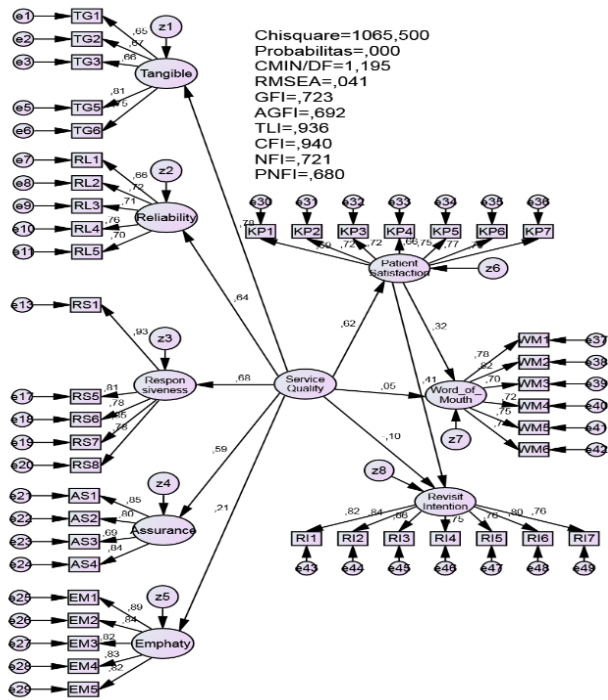 Chisquare=1065,500
Probabilitas=,000
CMIN/DF=1,195
RMSEA=,041
GFI=,723
AGFI=,692
TLI=,936
CFI=,940
NFI=,721
PNFI=,680
e1 TG1 ,65
e2 TG2 ,67
e3 TG3 ,66
e5 TG5 ,81
e6 TG6
z1
Tangible
e7 RL1 ,66
e8 RL2 ,72
e9 RL3 ,71
e10 RL4 ,76
e11 RL5 ,70
z2
Reliability
,64
e30 e31 e32 e33 e34 e35 e36
KP1 KP2 KP3 KP4 KP5 KP6 KP7
,72 ,72 ,66 ,75 ,77
Patient
Satisfaction
z6
,62
,32
,41
e13 RS1 ,93
z3
Respon
siveness
e17 RS5 ,81
e18 RS6 ,78
e19 RS7
e20 RS8 ,78
,68
Service
Quality
,05
-,10
WM1 e37 ,78
WM2 e38
WM3 e39 ,70
WM4 e40 ,72
WM5 e41 ,75
WM6 e42
Word_of_
Mouth
z7
,59
,21
e21 AS1 ,85
e22 AS2 ,80
e23 AS3 ,69
e24 AS4 ,84
z4
Assurance
z8
Revisit
Intention
,82 ,84 ,66 ,75 ,76 ,80 ,76
RI1 RI2 RI3 RI4 RI5 RI6 RI7
e43 e44 e45 e46 e47 e48 e49
e25 EM1 ,89
e26 EM2 ,84
e27 EM3 ,82
e28 EM4 ,83
e29 EM5 ,82
z5
Emphaty